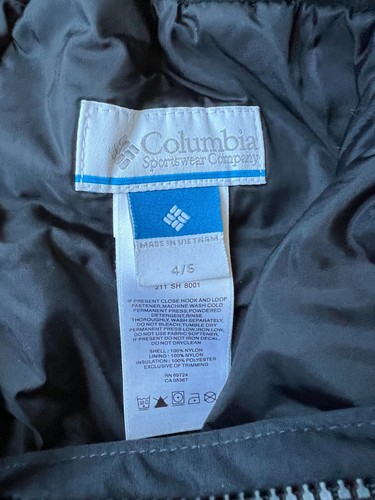 Columbia
Sportswear Company
MADE IN VIETNAM
4/5
211 SH 8001
IF PRESENT CLOSE HOOK AND LOOP
FASTENER, MACHINE WASH COLD
PERMANENT PRESS, POWDERED
DETERGENT, RINSE
THOROUGHLY, WASH SEPARATELY,
DO NOT BLEACH, TUMBLE DRY
PERMANENT PRESS LOW, IRON LOW,
DO NOT USE FABRIC SOFTENER,
IF PRESENT DO NOT IRON DECAL,
DO NOT DRYCLEAN
SHELL : 100% NYLON
LINING : 100% NYLON
INSULATION : 100% POLYESTER
EXCLUSIVE OF TRIMMING
RN 69724
CA 05367